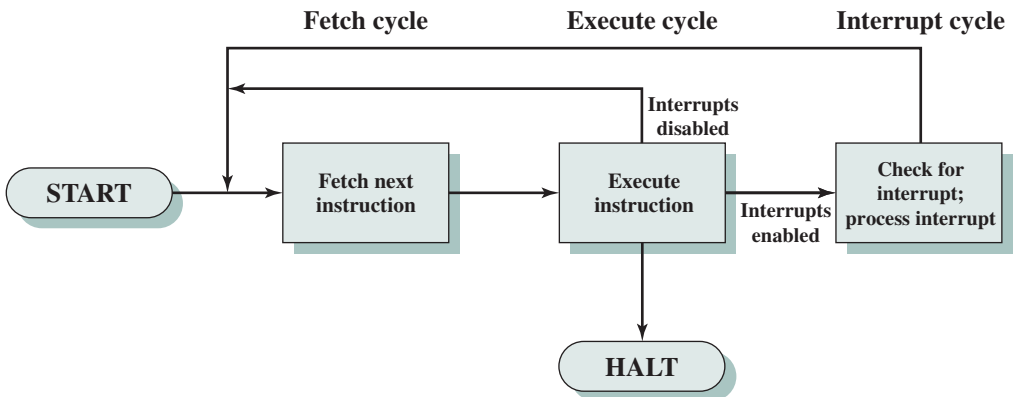 Fetch cycle
Execute cycle
Interrupt cycle
Interrupts
disabled
START
Fetch next
instruction
Execute
instruction
Interrupts
enabled
Check for
interrupt;
process interrupt
HALT